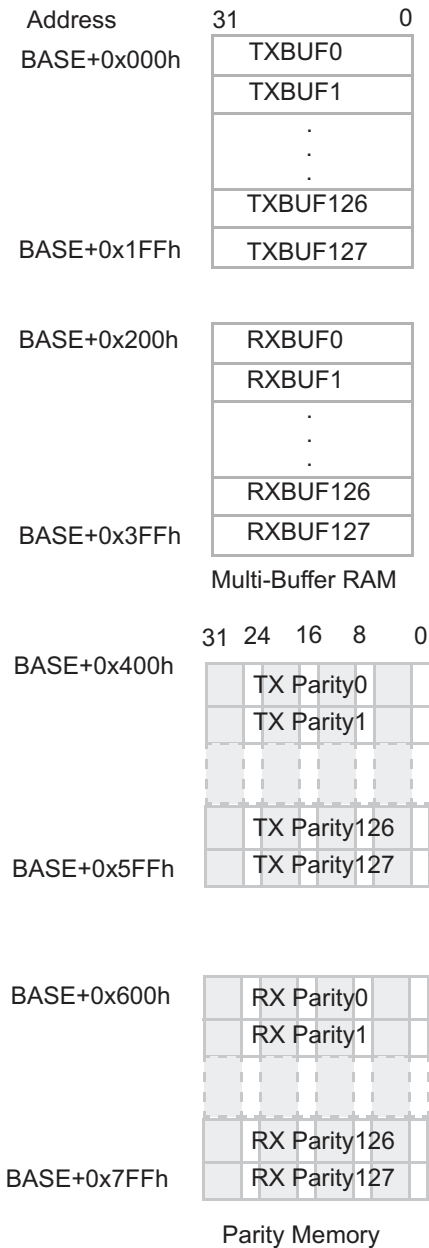 Address 31 0
BASE+0x000h TXBUF0
TXBUF1
.
.
.
TXBUF126
BASE+0x1FFh TXBUF127
BASE+0x200h RXBUF0
RXBUF1
.
.
.
RXBUF126
BASE+0x3FFh RXBUF127
Multi-Buffer RAM
31 24 16 8 0
BASE+0x400h TX Parity0
TX Parity1
TX Parity126
BASE+0x5FFh TX Parity127
BASE+0x600h RX Parity0
RX Parity1
RX Parity126
BASE+0x7FFh RX Parity127
Parity Memory